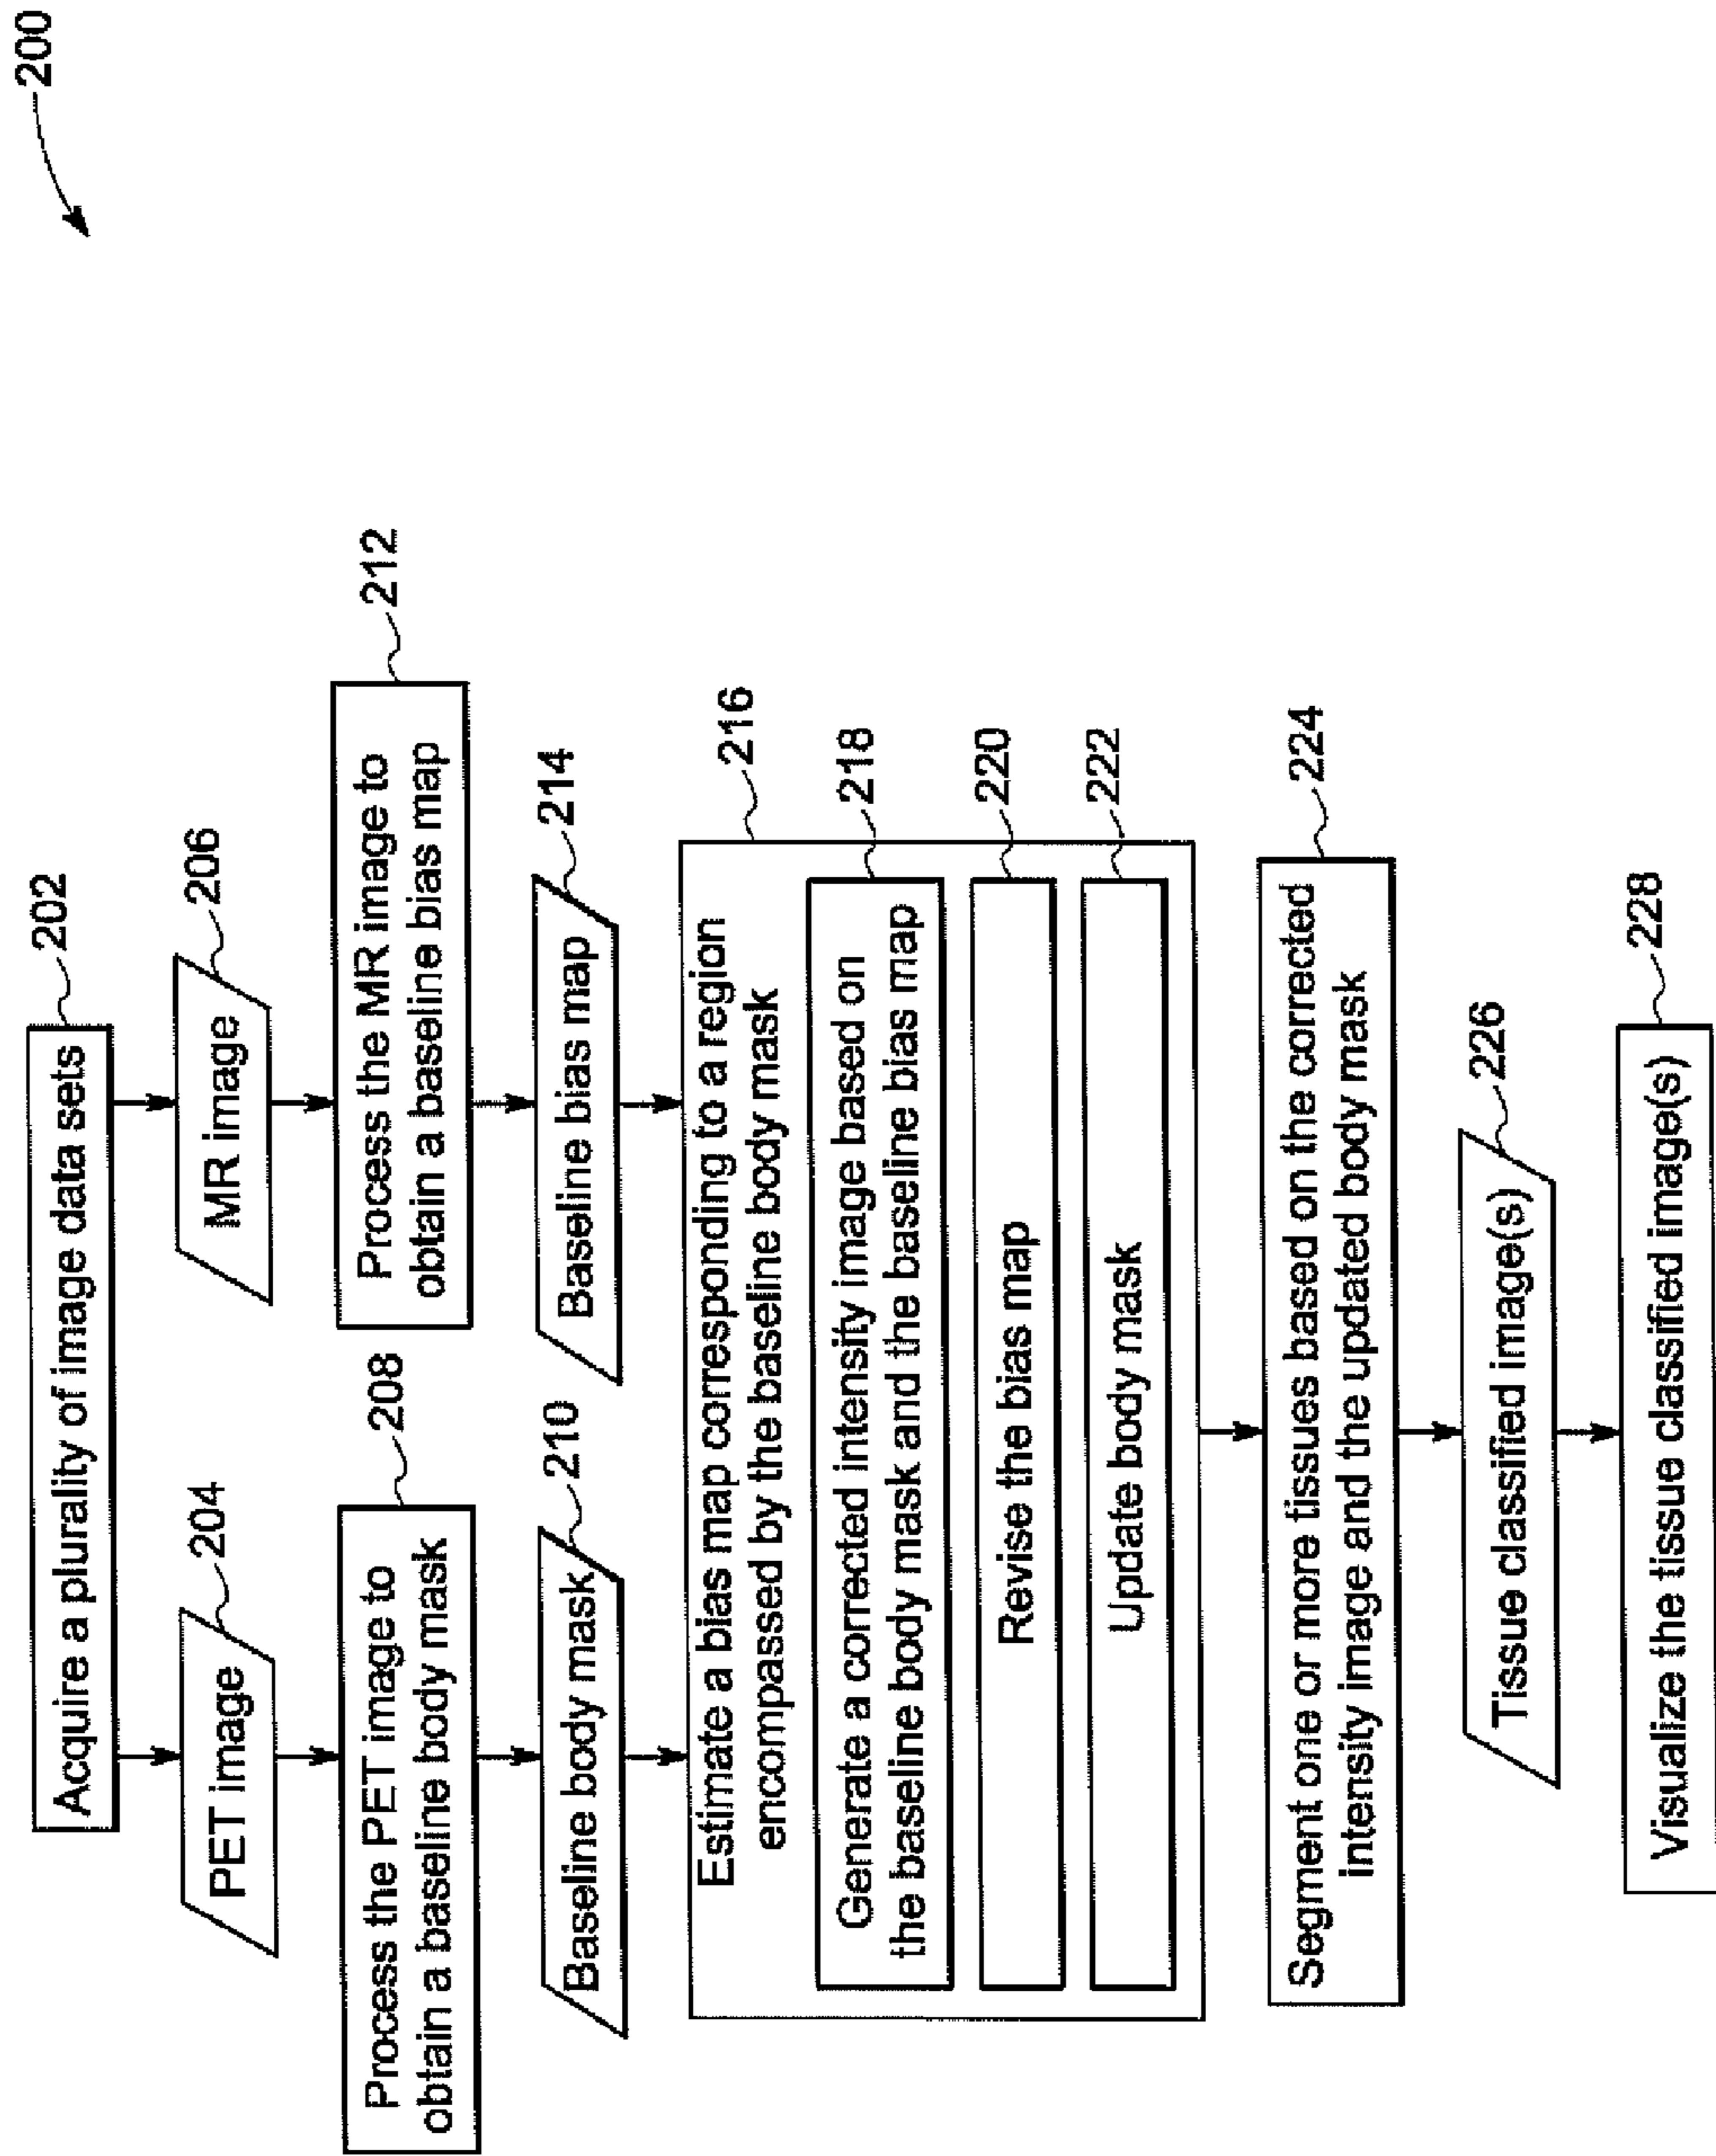 200
Acquire a plurality of image data sets
202
PET image
204
MR image
206
Process the PET image to
obtain a baseline body mask
208
Process the MR image to
obtain a baseline bias map
212
Baseline body mask
210
Baseline bias map
214
Estimate a bias map corresponding to a region
encompassed by the baseline body mask
216
Generate a corrected intensity image based on
the baseline body mask and the baseline bias map
218
Revise the bias map
220
Update body mask
222
Segment one or more tissues based on the corrected
intensity image and the updated body mask
224
Tissue classified image(s)
226
Visualize the tissue classified image(s)
228